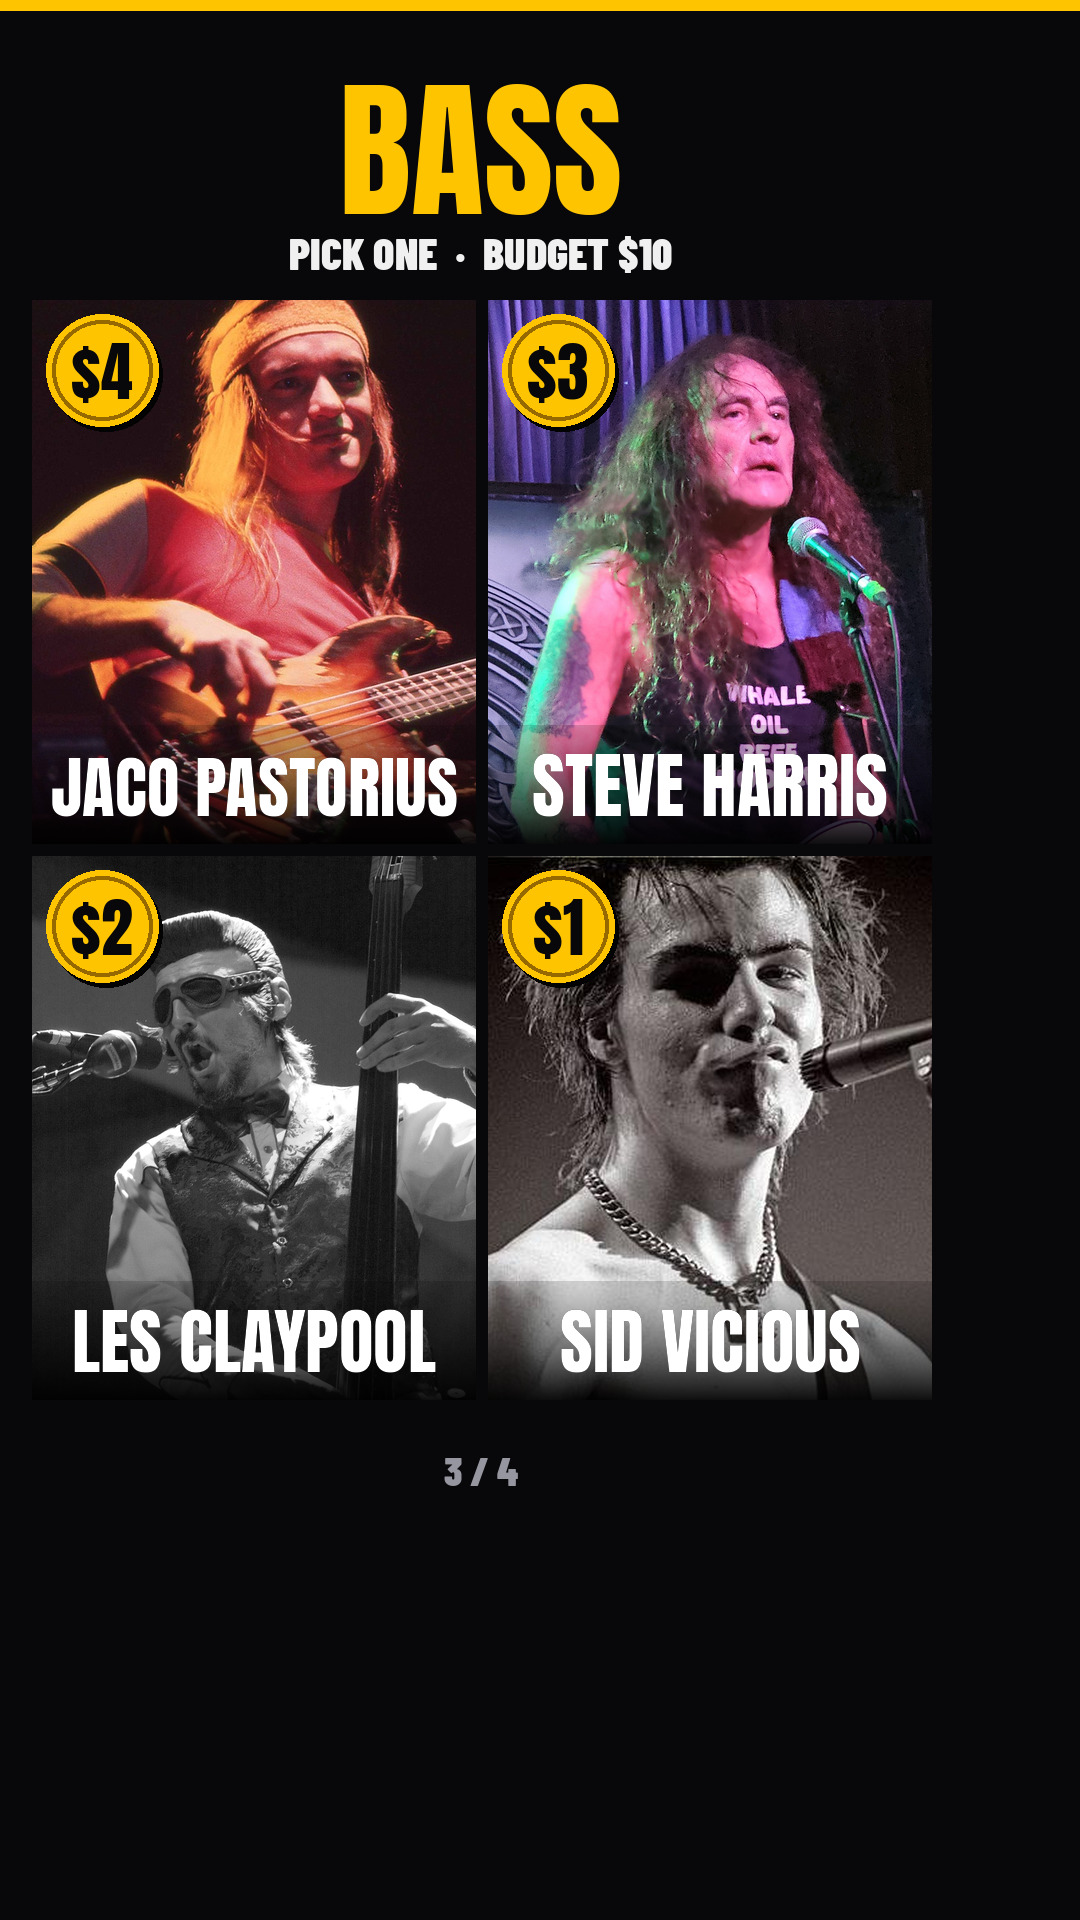 BASS
PICK ONE · BUDGET $10
$4
$3
WHALE
OIL
BEEF
JACO PASTORIUS
STEVE HARRIS
$2
$1
LES CLAYPOOL
SID VICIOUS
3 / 4